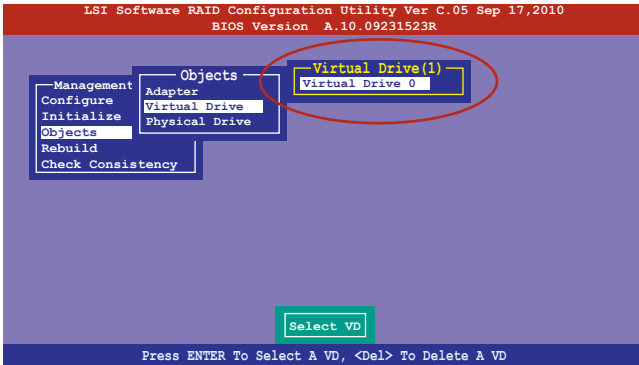 LSI Software RAID Configuration Utility Ver C.05 Sep 17,2010
BIOS Version A.10.09231523R
Management
Configure
Initialize
Objects
Rebuild
Check Consistency
Objects
Adapter
Virtual Drive
Physical Drive
Virtual Drive(1)
Virtual Drive 0
Select VD
Press ENTER To Select A VD, <Del> To Delete A VD